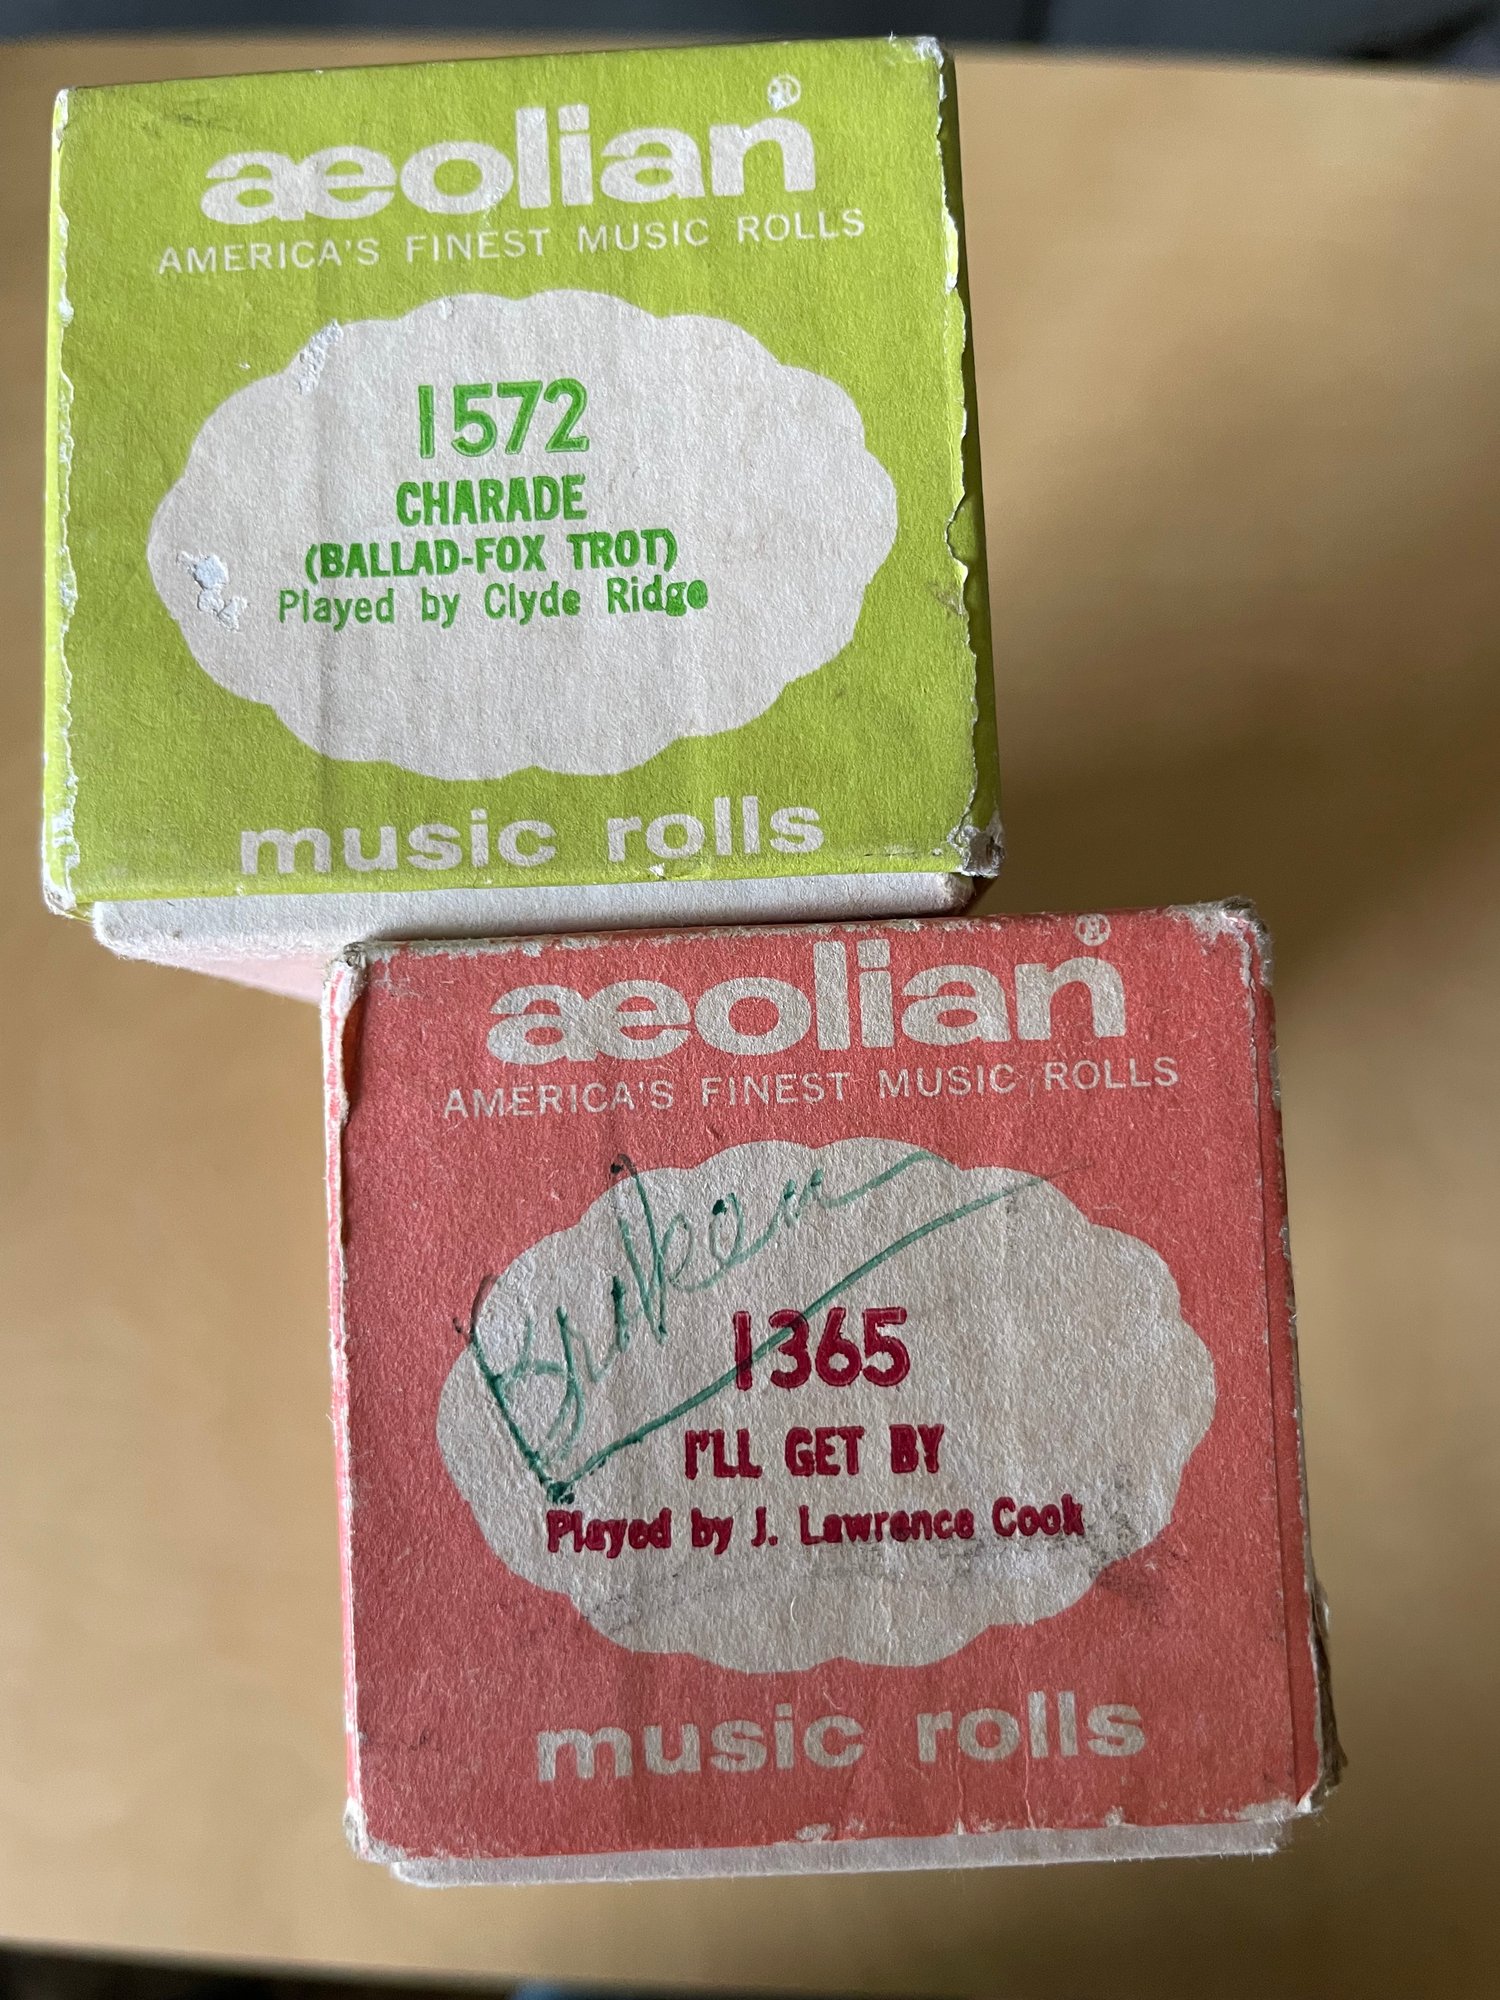 aeolian®
AMERICA'S FINEST MUSIC ROLLS
1572
CHARADE
(BALLAD-FOX TROT)
Played by Clyde Ridge
music rolls
aeolian®
AMERICA'S FINEST MUSIC ROLLS
Broken
1365
I'LL GET BY
Played by J. Lawrence Cook
music rolls